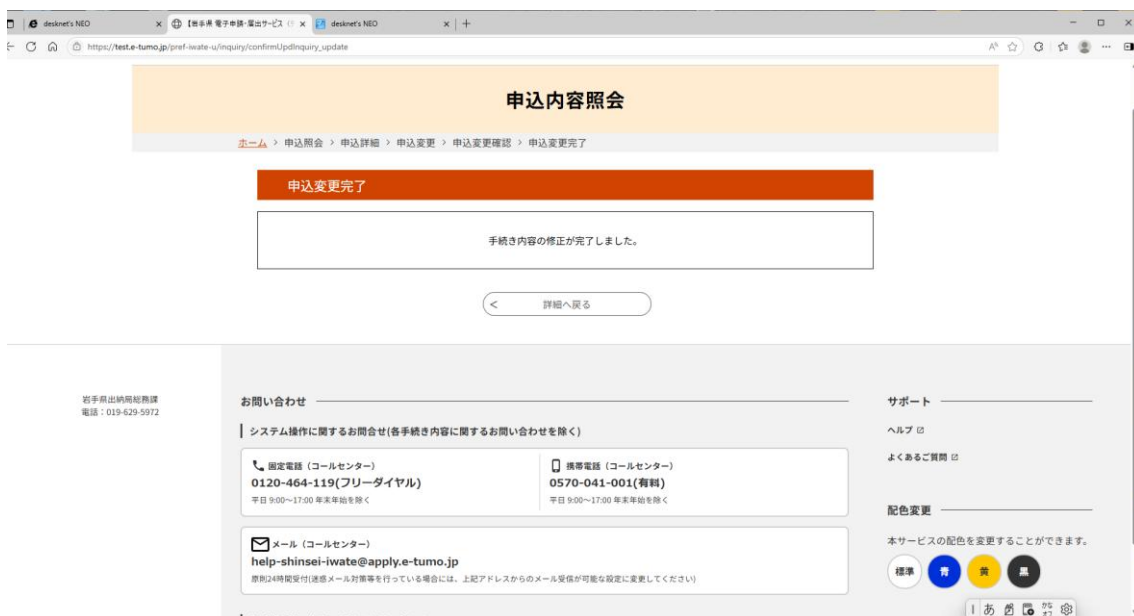 desknet's NEO
【岩手県 電子申請・届出サービス
desknet's NEO
https://test.e-tumo.jp/pref-iwate-u/inquiry/confirmUpdInquiry_update
申込内容照会
ホーム > 申込照会 > 申込詳細 > 申込変更 > 申込変更確認 > 申込変更完了
申込変更完了
手続き内容の修正が完了しました。
< 詳細へ戻る
岩手県出納局総務課
電話:019-629-5972
お問い合わせ
システム操作に関するお問合せ(各手続き内容に関するお問い合わせを除く)
固定電話(コールセンター)
0120-464-119(フリーダイヤル)
平日 9:00~17:00 年末年始を除く
携帯電話(コールセンター)
0570-041-001(有料)
平日 9:00~17:00 年末年始を除く
メール(コールセンター)
help-shinsei-iwate@apply.e-tumo.jp
原則24時間受付(迷惑メール対策等を行っている場合には、上記アドレスからのメール受信が可能な設定に変更してください)
サポート
ヘルプ
よくあるご質問
配色変更
本サービスの配色を変更することができます。
標準 青 黄 黒
あ